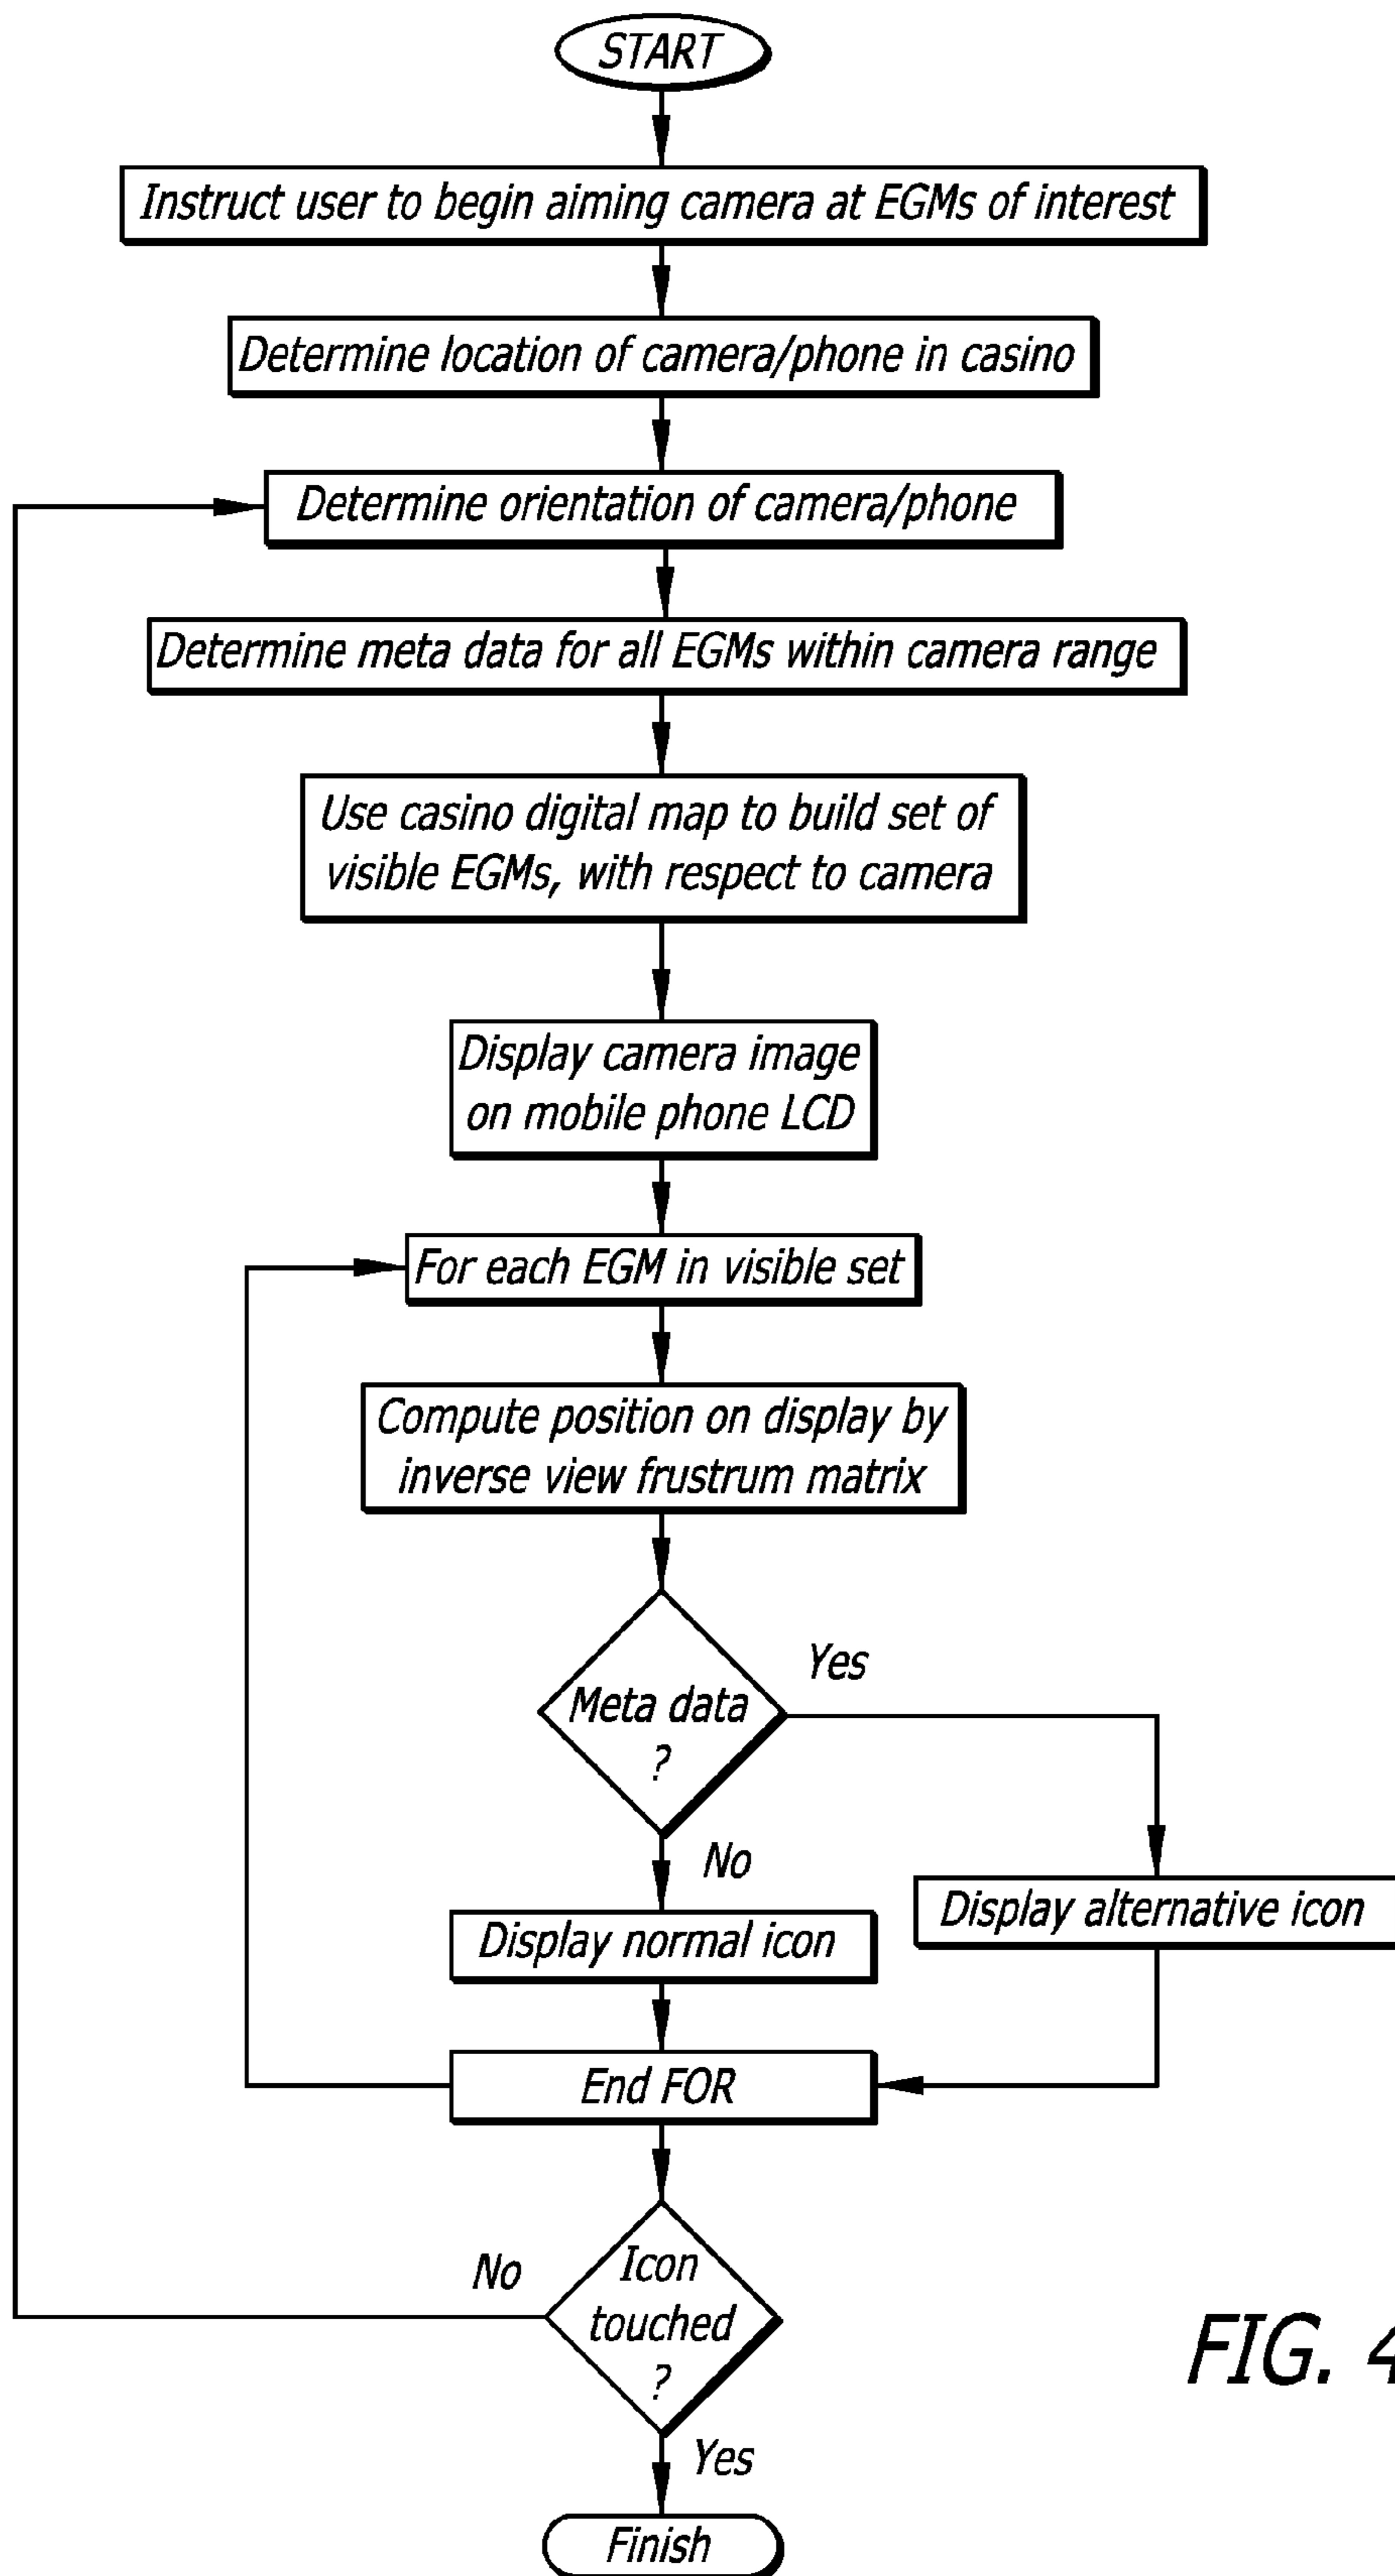 START
Instruct user to begin aiming camera at EGMs of interest
Determine location of camera/phone in casino
Determine orientation of camera/phone
Determine meta data for all EGMs within camera range
Use casino digital map to build set of
visible EGMs, with respect to camera
Display camera image
on mobile phone LCD
For each EGM in visible set
Compute position on display by
inverse view frustrum matrix
Yes
Meta data
?
No
Display alternative icon
Display normal icon
End FOR
No
Icon
touched
?
FIG. 4
Yes
Finish